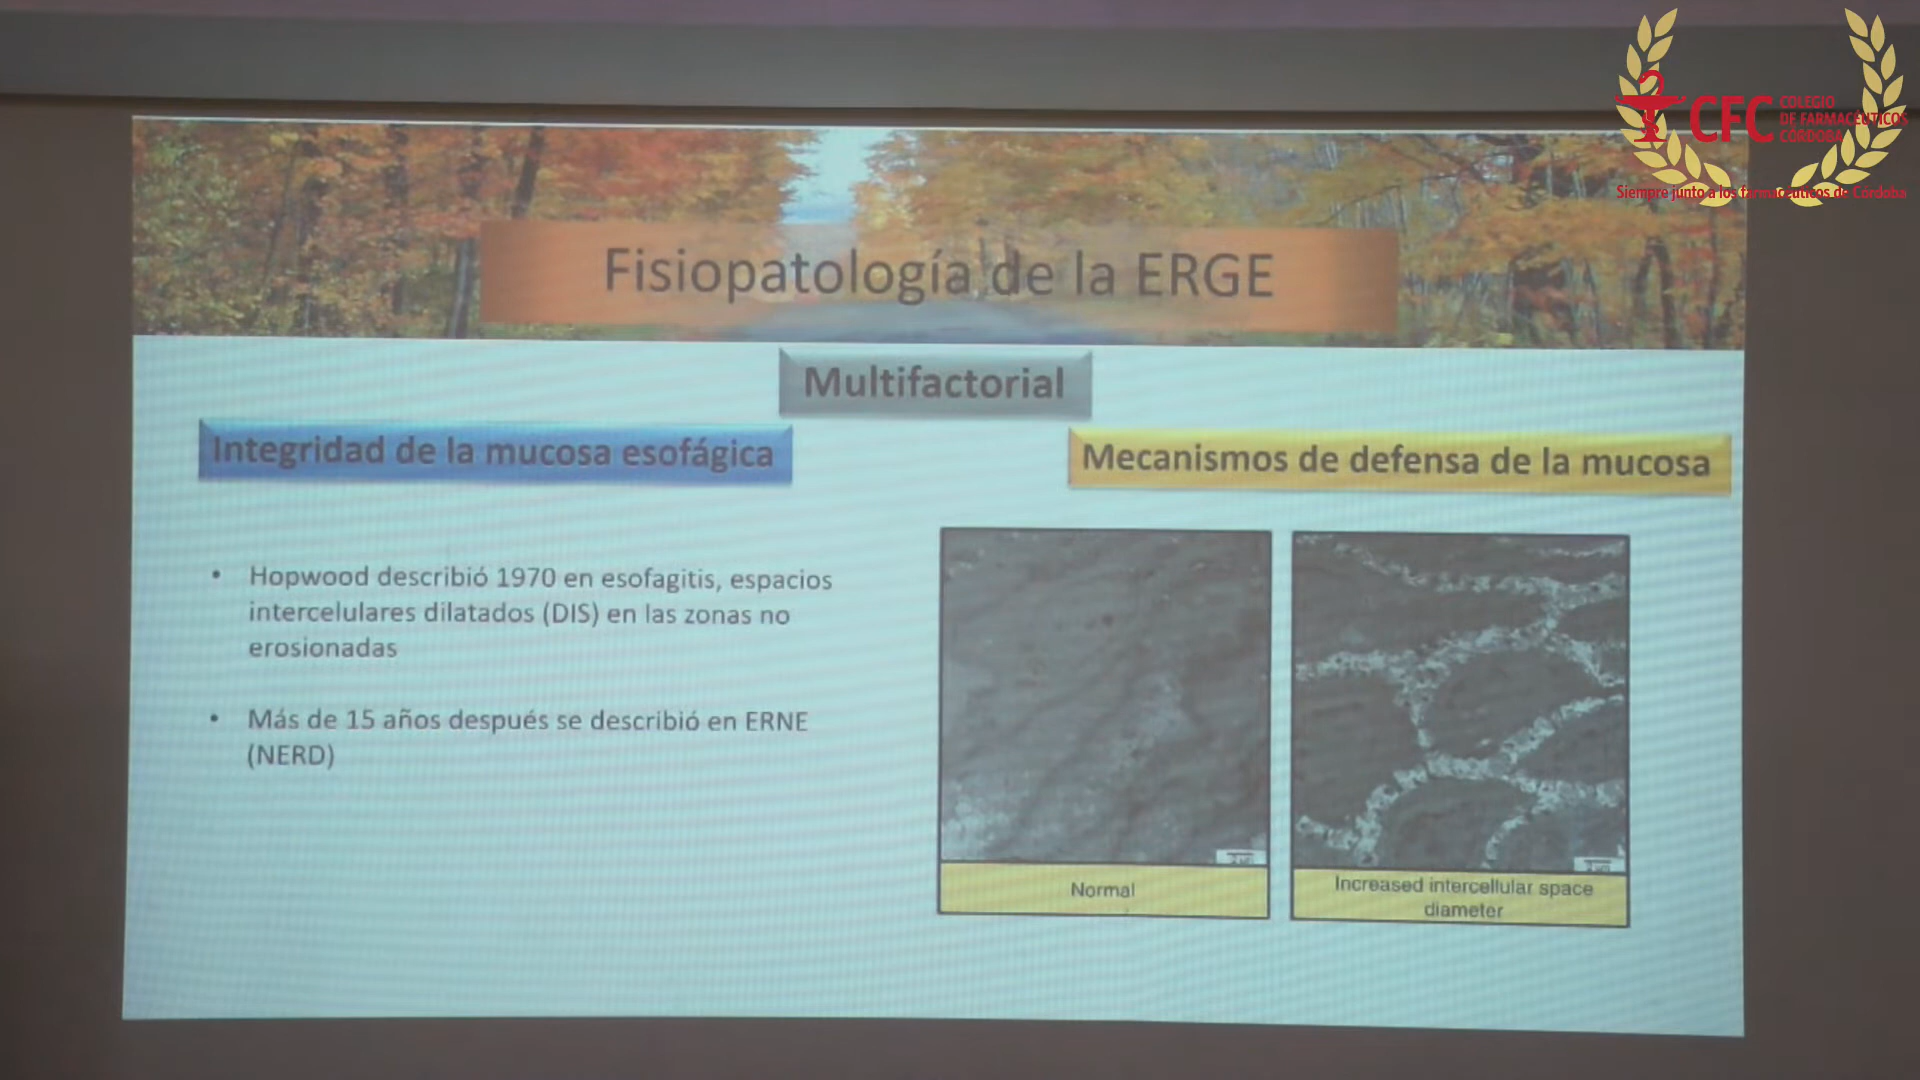 CFC
COLEGIO
DE FARMACÉUTICOS
CÓRDOBA
Siempre junto a los farmacéuticos de Córdoba
Fisiopatología de la ERGE
Multifactorial
Integridad de la mucosa esofágica
Mecanismos de defensa de la mucosa
• Hopwood describió 1970 en esofagitis, espacios
intercelulares dilatados (DIS) en las zonas no
erosionadas
• Más de 15 años después se describió en ERNE
(NERD)
Normal
Increased intercellular space
diameter